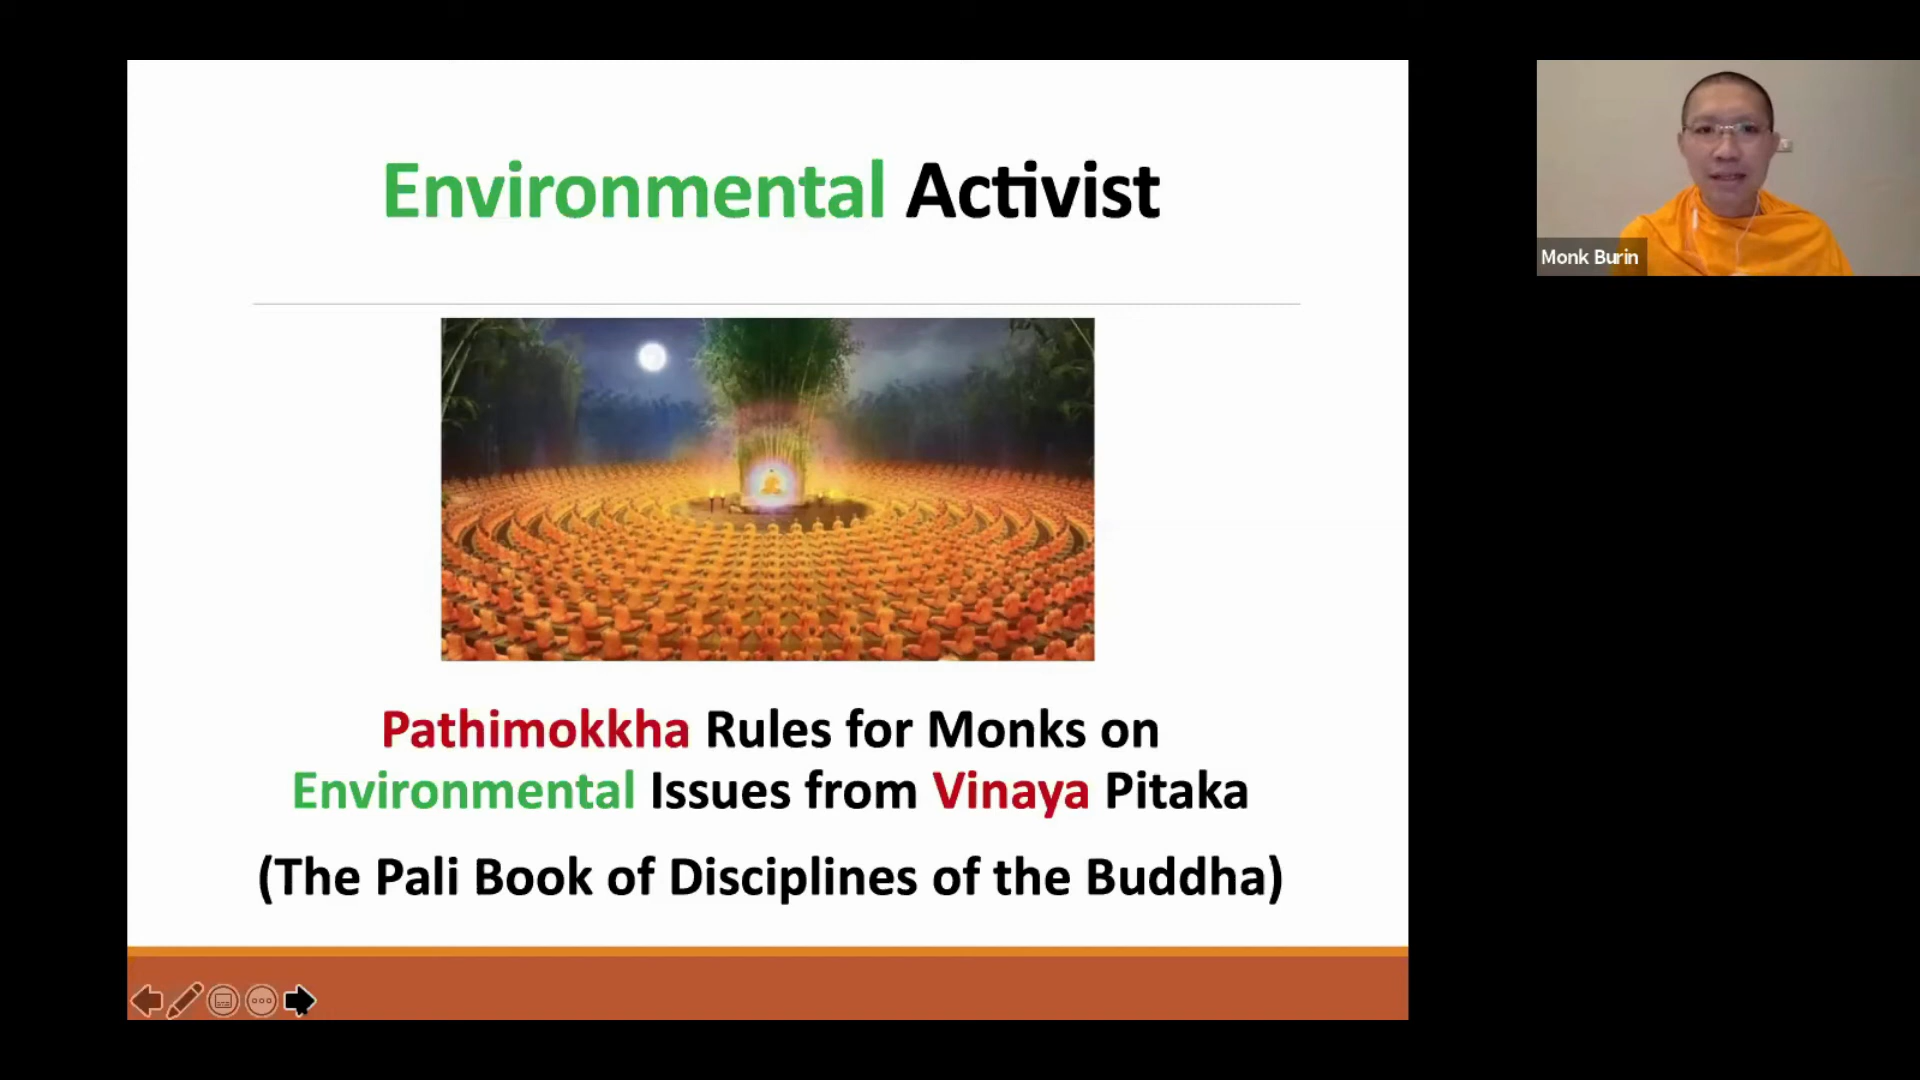 Environmental Activist
Pathimokkha Rules for Monks on
Environmental Issues from Vinaya Pitaka
(The Pali Book of Disciplines of the Buddha)
Monk Burin